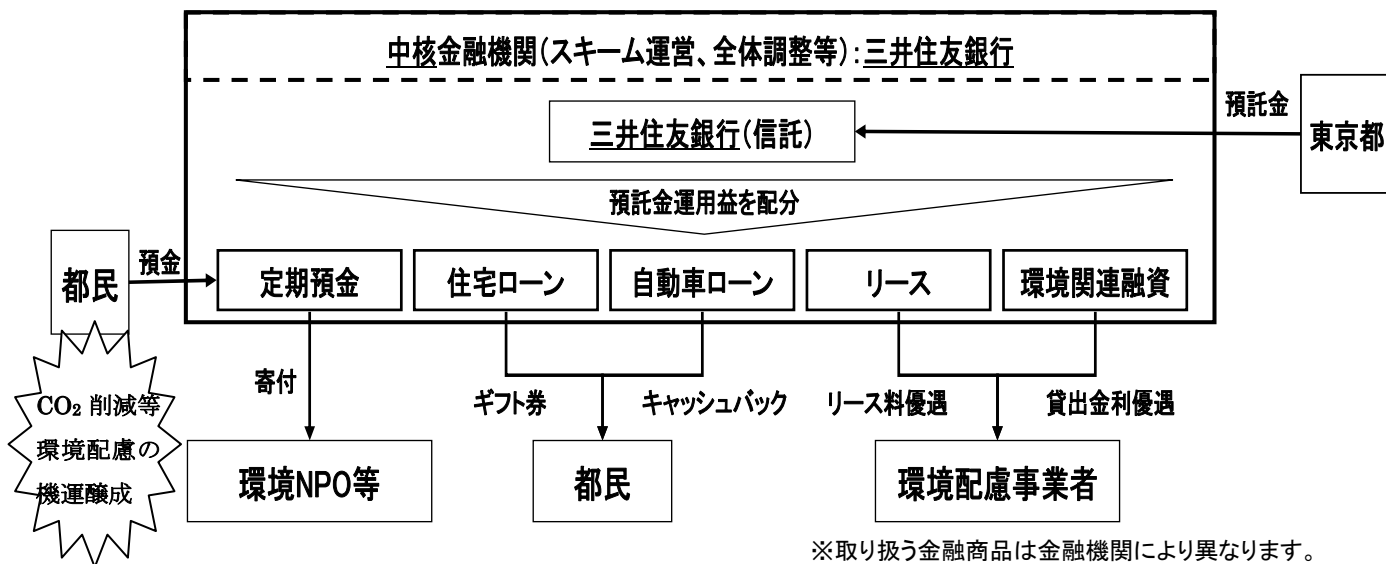 中核金融機関(スキーム運営、全体調整等):三井住友銀行
預託金
三井住友銀行(信託)
東京都
預託金運用益を配分
都民
預金
定期預金
住宅ローン
自動車ローン
リース
環境関連融資
CO₂ 削減等
環境配慮の
機運醸成
寄付
ギフト券
キャッシュバック
リース料優遇
貸出金利優遇
環境NPO等
都民
環境配慮事業者
※取り扱う金融商品は金融機関により異なります。